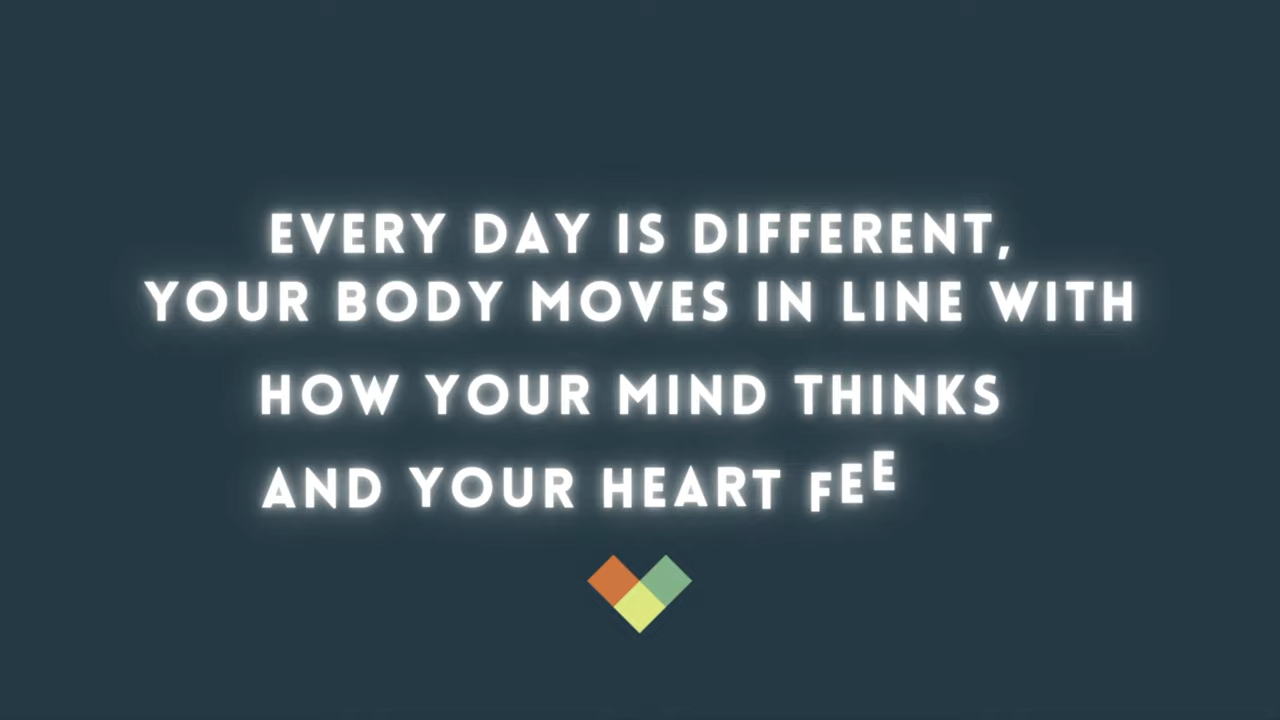 EVERY DAY IS DIFFERENT,
YOUR BODY MOVES IN LINE WITH
HOW YOUR MIND THINKS
AND YOUR HEART FEE